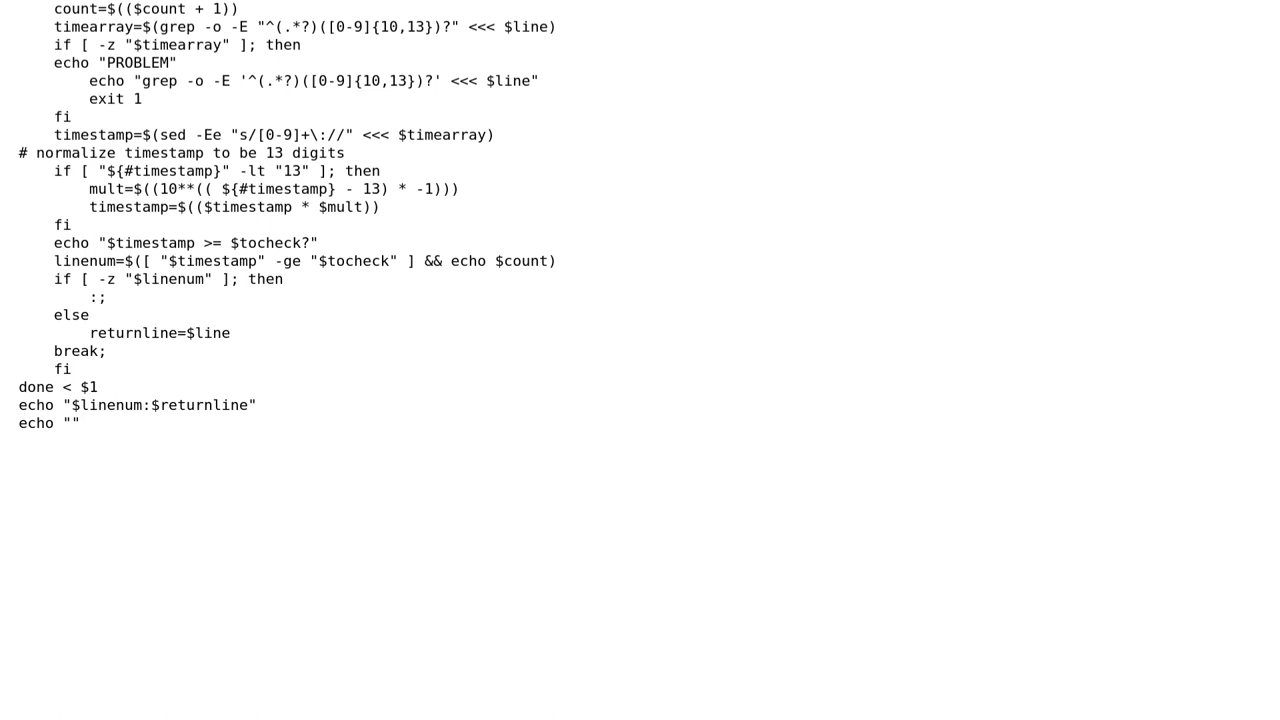 count=$(($count + 1))
timearray=$(grep -o -E "^(.*?)([0-9]{10,13})?" <<< $line)
if [ -z "$timearray" ]; then
echo "PROBLEM"
echo "grep -o -E '^(.*?)([0-9]{10,13})?' <<< $line"
exit 1
fi
timestamp=$(sed -Ee "s/[0-9]+\://" <<< $timearray)
# normalize timestamp to be 13 digits
if [ "${#timestamp}" -lt "13" ]; then
mult=$((10**(( ${#timestamp} - 13) * -1)))
timestamp=$(($timestamp * $mult))
fi
echo "$timestamp >= $tocheck?"
linenum=$([ "$timestamp" -ge "$tocheck" ] && echo $count)
if [ -z "$linenum" ]; then
:;
else
returnline=$line
break;
fi
done < $1
echo "$linenum:$returnline"
echo ""